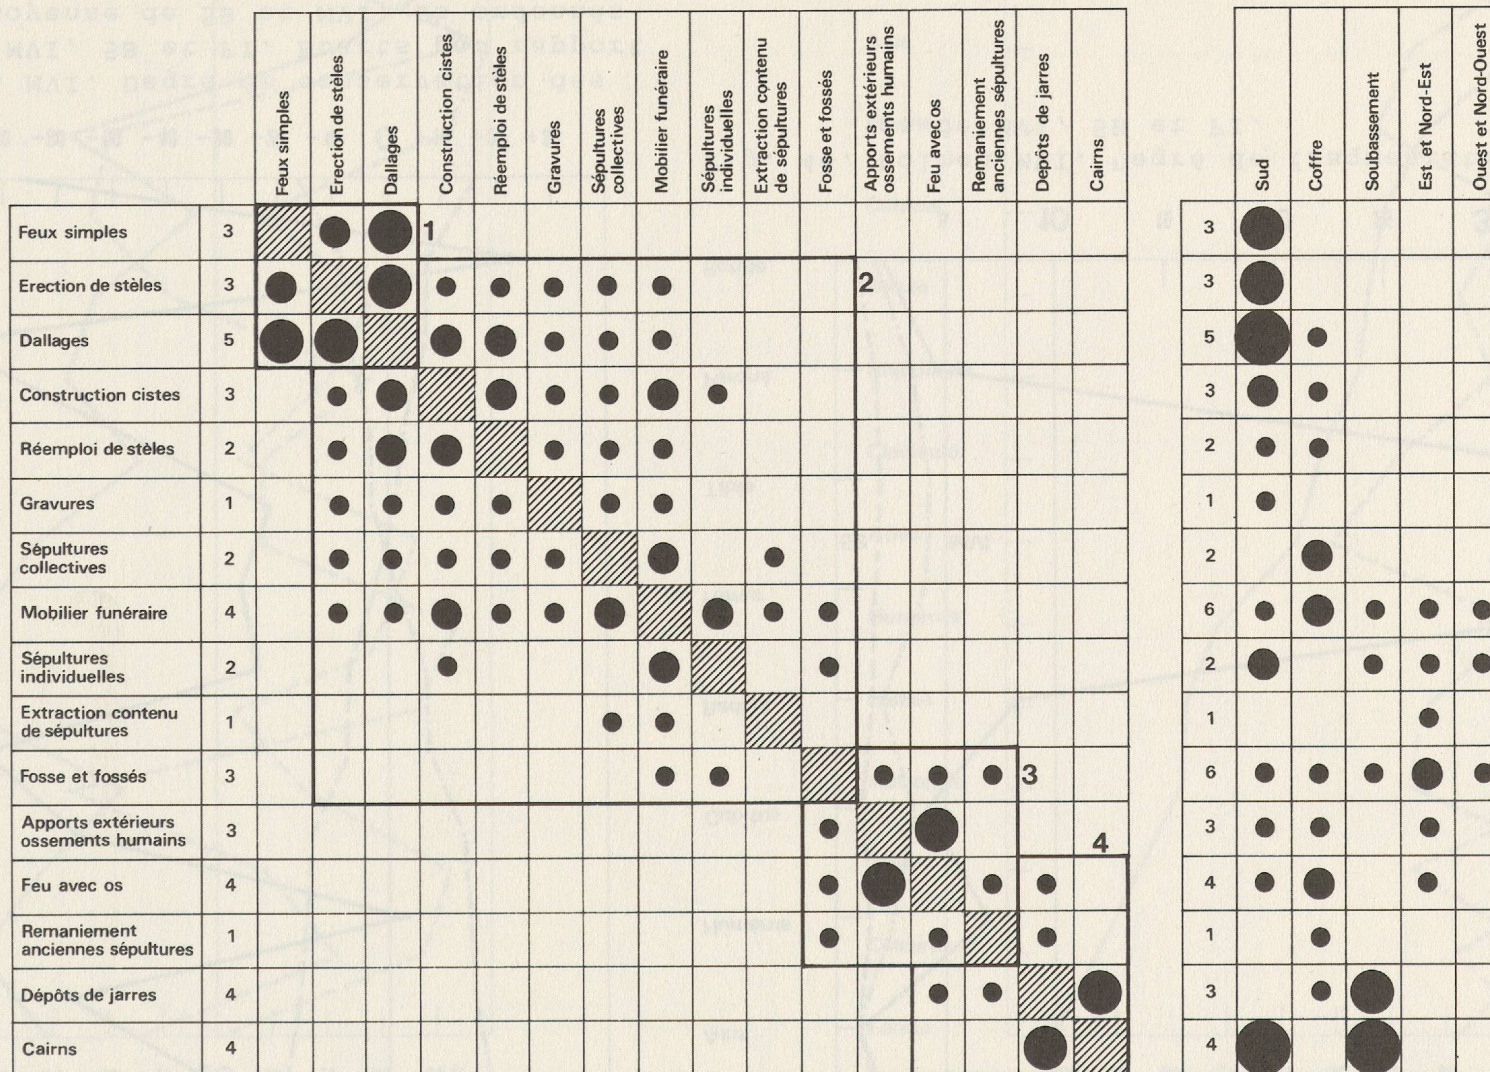 Feux simples
Erection de stèles
Dallages
Construction cistes
Réemploi de stèles
Gravures
Sépultures
collectives
Mobilier funéraire
Sépultures
individuelles
Extraction contenu
de sépultures
Fosse et fossés
Apports extérieurs
ossements humains
Feu avec os
Remaniement
anciennes sépultures
Depôts de jarres
Cairns
Sud
Coffre
Soubassement
Est et Nord-Est
Ouest et Nord-Ouest
Feux simples 3 1 3
Erection de stèles 3 2 3
Dallages 5 5
Construction cistes 3 3
Réemploi de stèles 2 2
Gravures 1 1
Sépultures
collectives 2 2
Mobilier funéraire 4 6
Sépultures
individuelles 2 2
Extraction contenu
de sépultures 1 1
Fosse et fossés 3 3 6
Apports extérieurs
ossements humains 3 4 3
Feu avec os 4 4
Remaniement
anciennes sépultures 1 1
Dépôts de jarres 4 3
Cairns 4 4